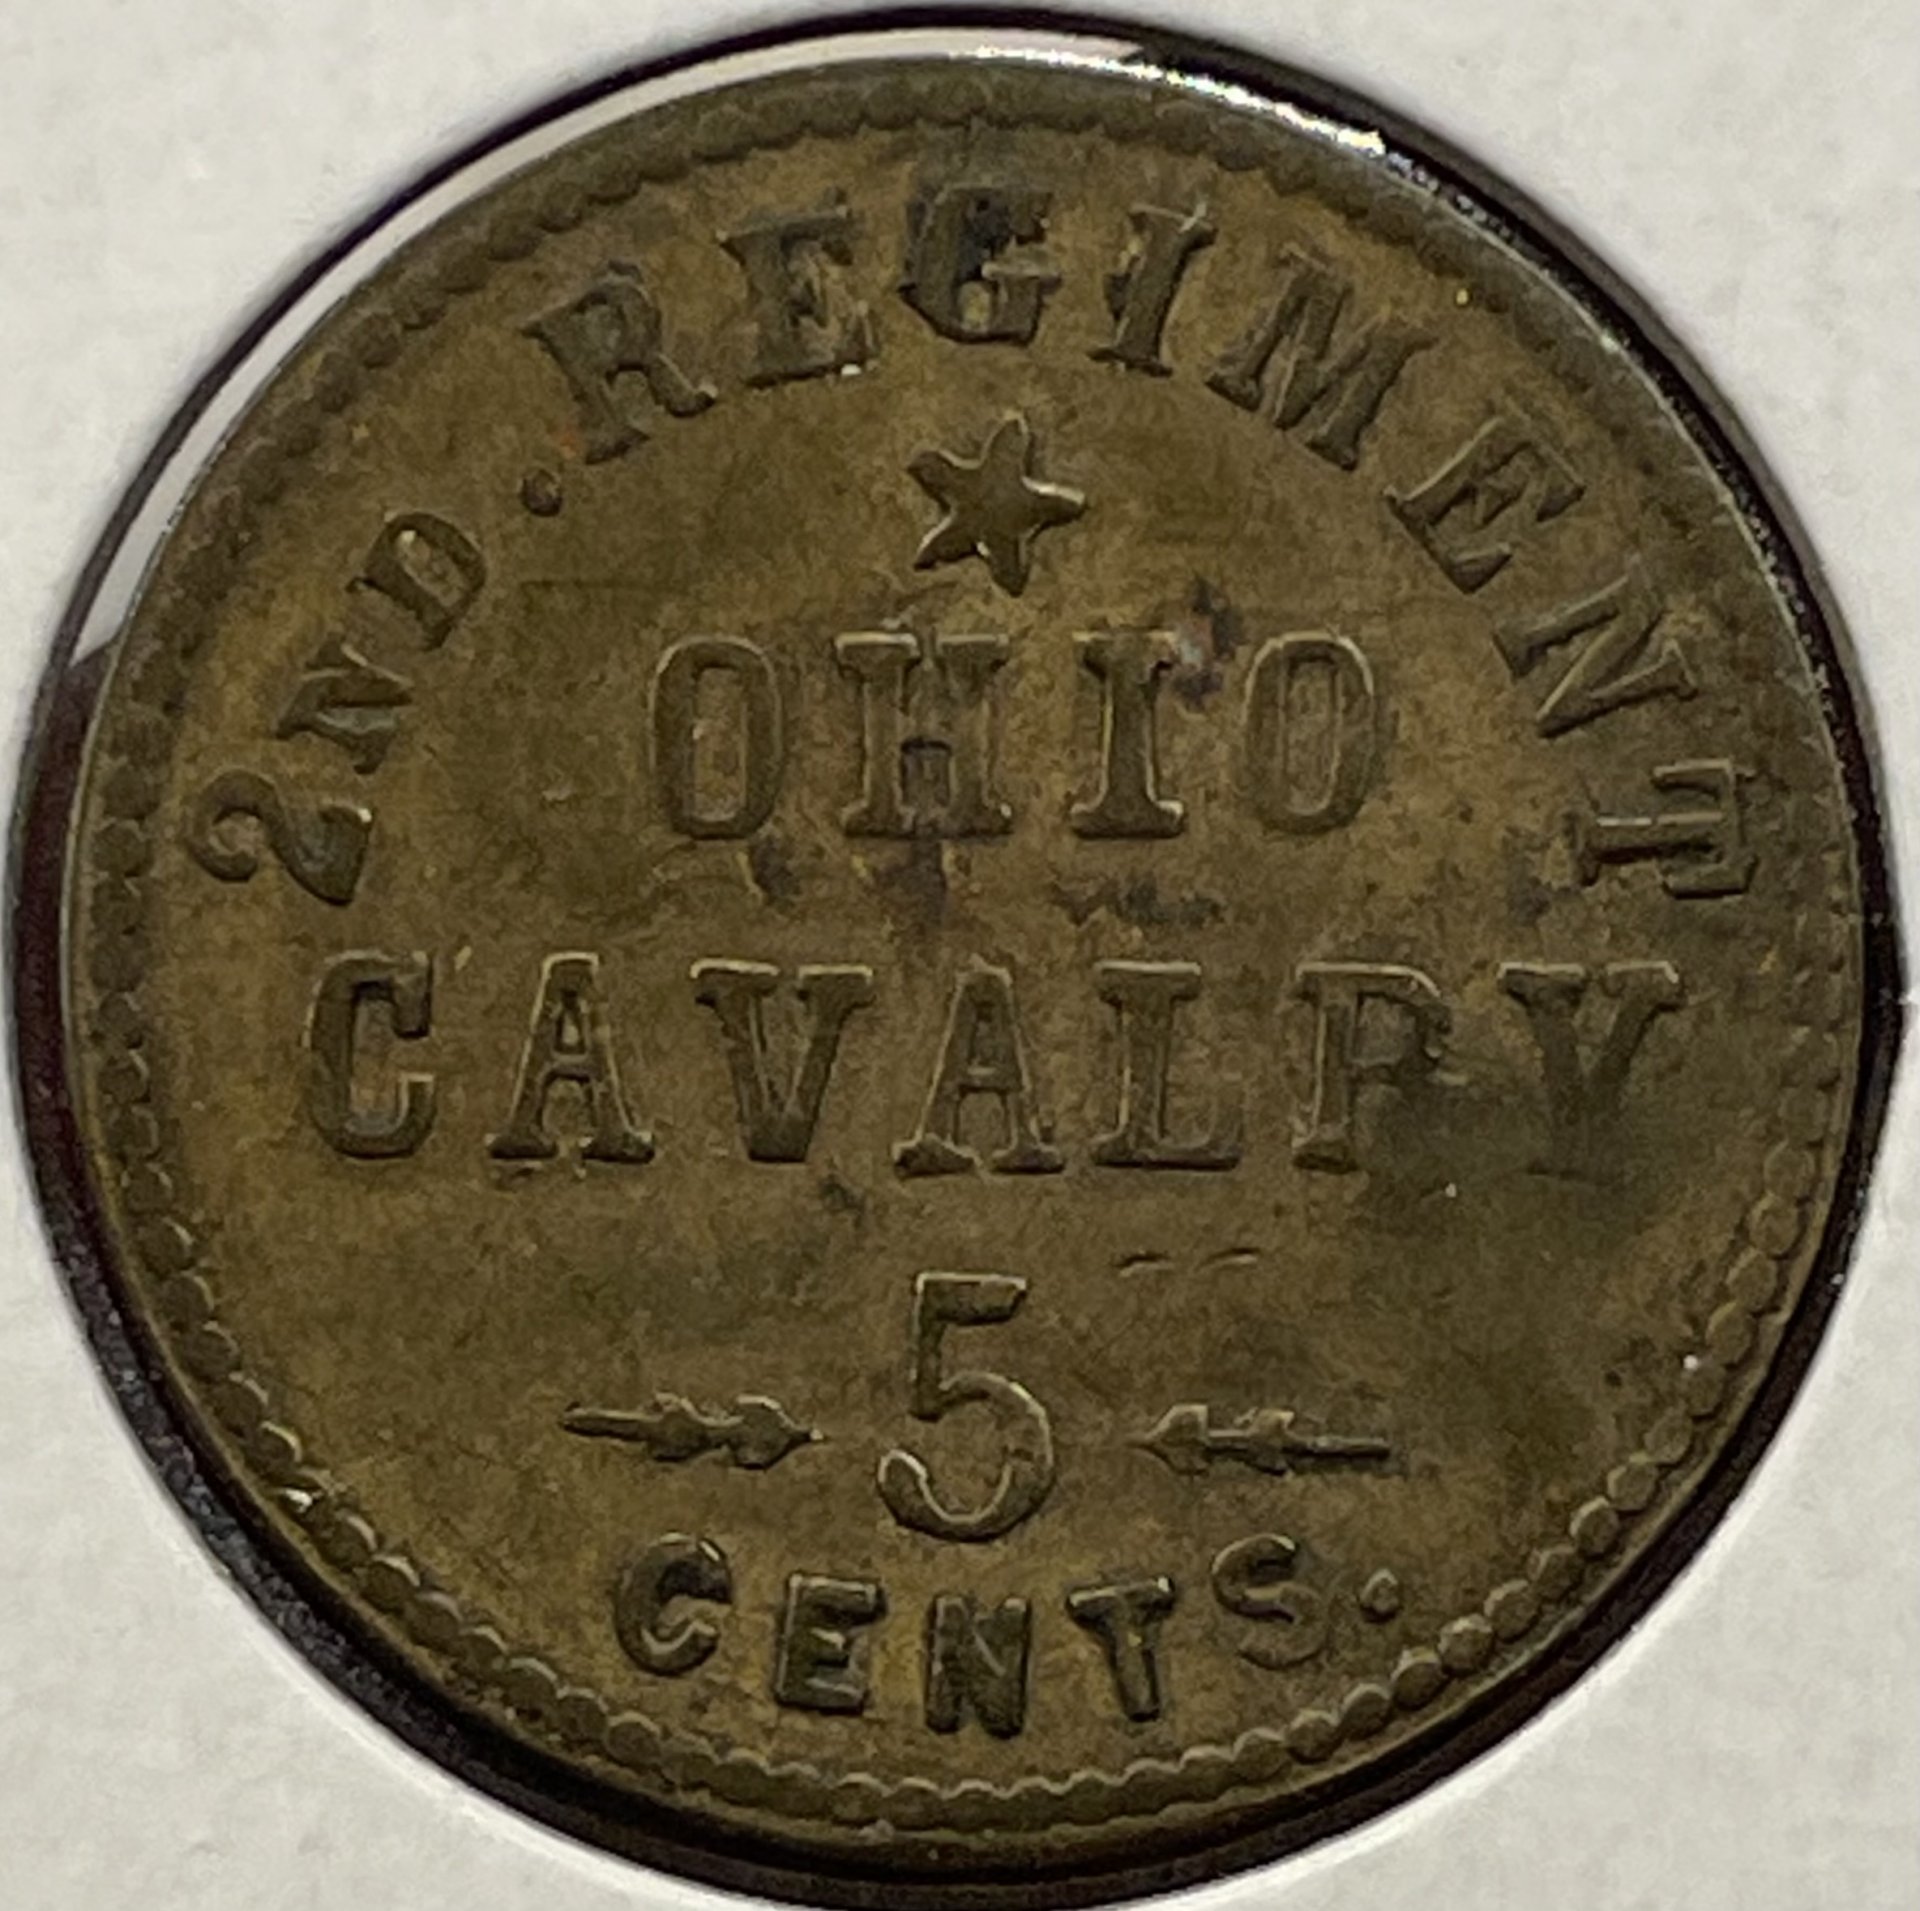 2ND. REGIMENT
OHIO
CAVALRY
5
CENTS.